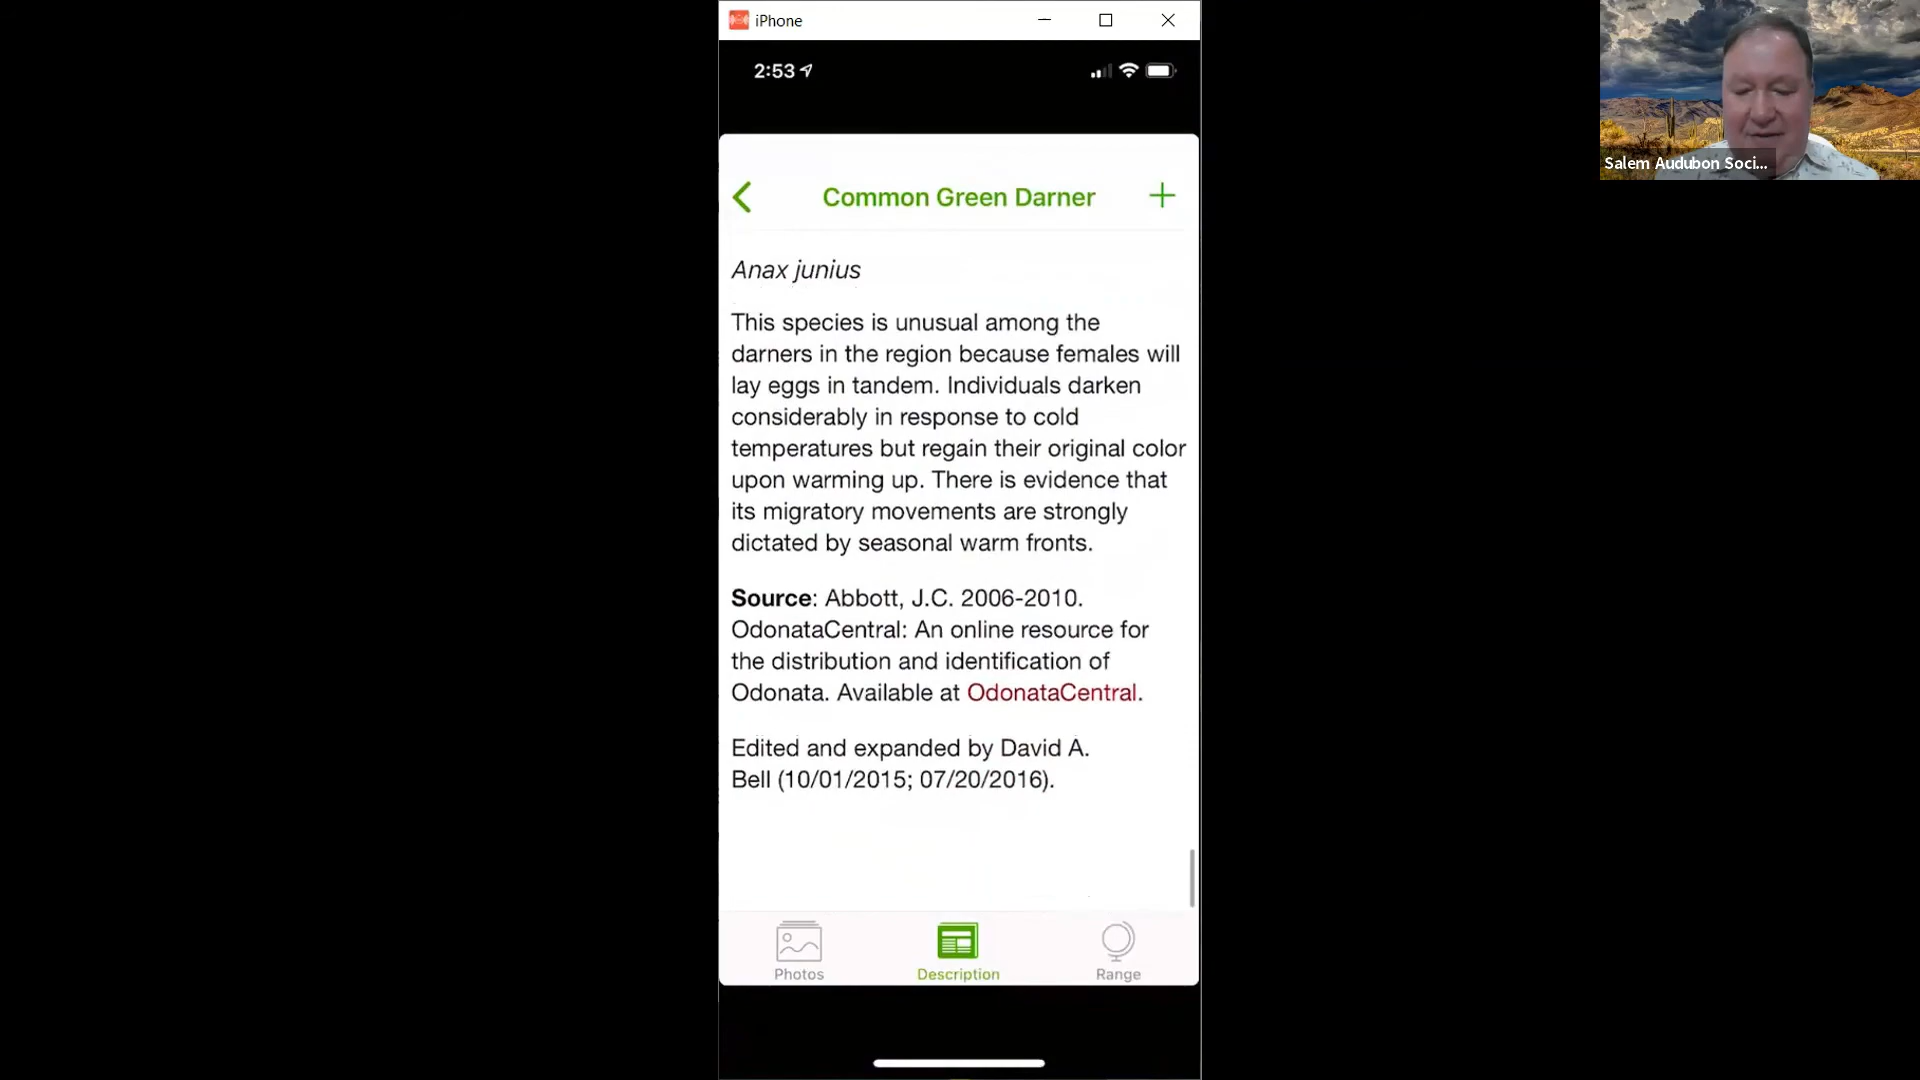 iPhone
2:53
Common Green Darner
Anax junius
This species is unusual among the
darners in the region because females will
lay eggs in tandem. Individuals darken
considerably in response to cold
temperatures but regain their original color
upon warming up. There is evidence that
its migratory movements are strongly
dictated by seasonal warm fronts.
Source: Abbott, J.C. 2006-2010.
OdonataCentral: An online resource for
the distribution and identification of
Odonata. Available at OdonataCentral.
Edited and expanded by David A.
Bell (10/01/2015; 07/20/2016).
Photos
Description
Range
Salem Audubon Soci...